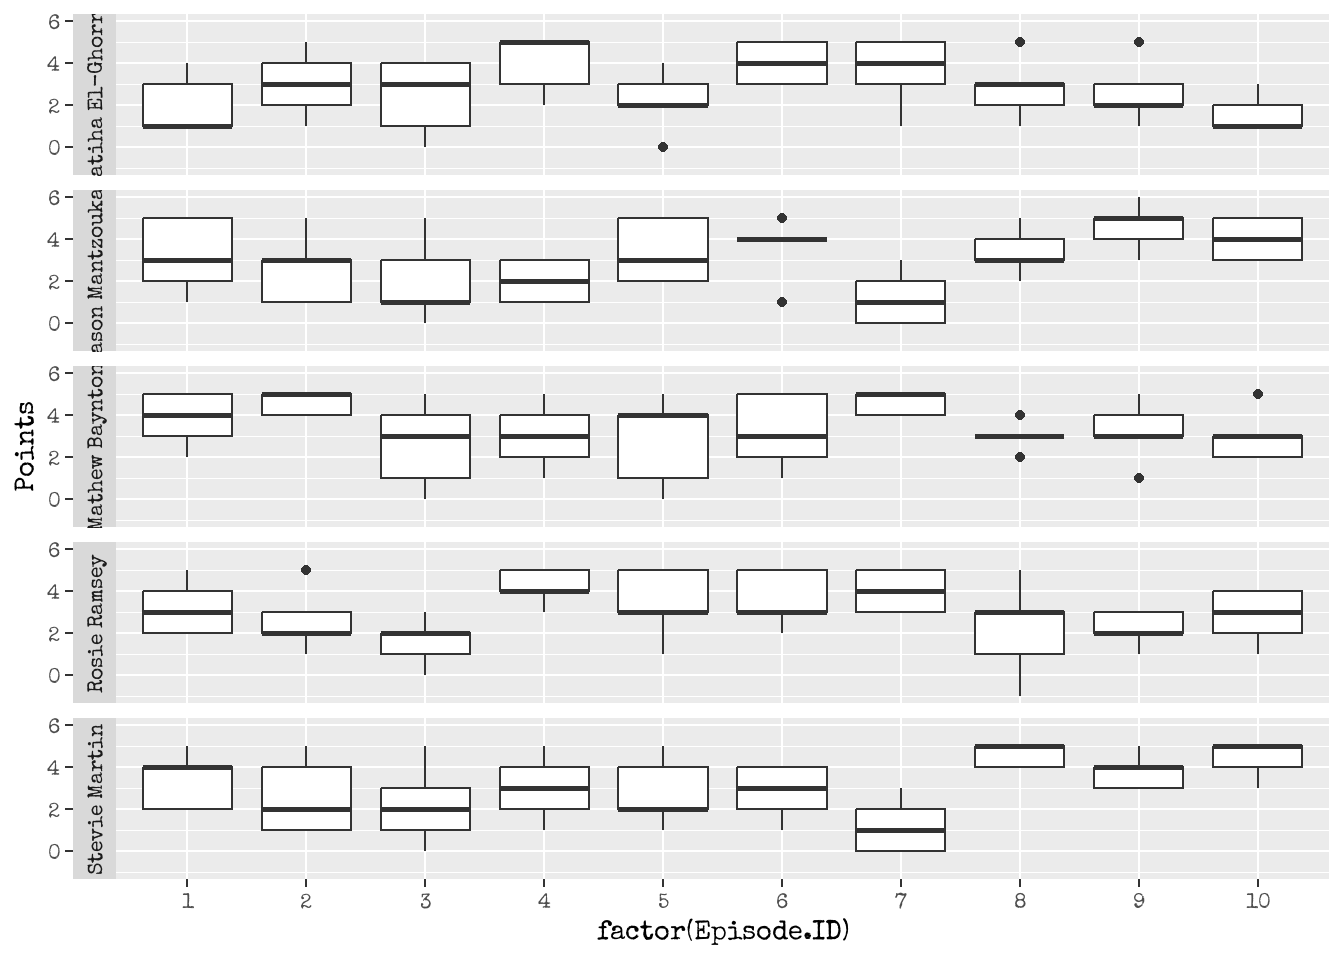 Points
6
4
2
0
atiha El-Ghorr
6
4
2
0
ason Mantzouka
6
4
2
0
Mathew Baynton
6
4
2
0
Rosie Ramsey
6
4
2
0
Stevie Martin
1 2 3 4 5 6 7 8 9 10
factor(Episode.ID)